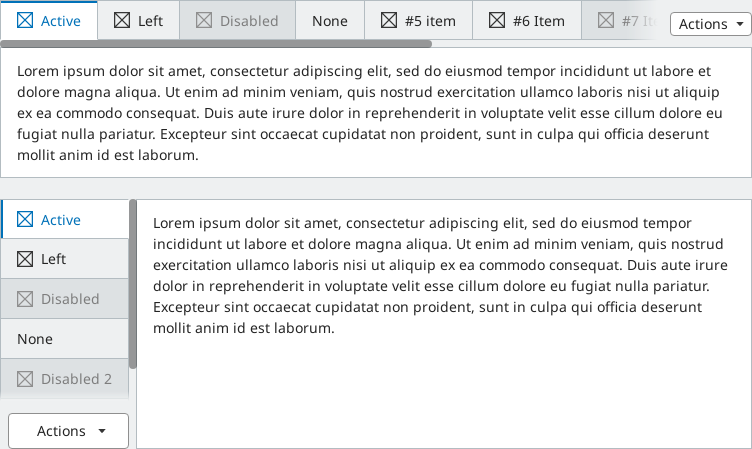 Active
Left
Disabled
None
#5 item
#6 Item
#7
Actions
Lorem ipsum dolor sit amet, consectetur adipiscing elit, sed do eiusmod tempor incididunt ut labore et
dolore magna aliqua. Ut enim ad minim veniam, quis nostrud exercitation ullamco laboris nisi ut aliquip
ex ea commodo consequat. Duis aute irure dolor in reprehenderit in voluptate velit esse cillum dolore eu
fugiat nulla pariatur. Excepteur sint occaecat cupidatat non proident, sunt in culpa qui officia deserunt
mollit anim id est laborum.
Active
Left
Disabled
None
Disabled 2
Actions
Lorem ipsum dolor sit amet, consectetur adipiscing elit, sed do eiusmod tempor
incididunt ut labore et dolore magna aliqua. Ut enim ad minim veniam, quis nostrud
exercitation ullamco laboris nisi ut aliquip ex ea commodo consequat. Duis aute irure
dolor in reprehenderit in voluptate velit esse cillum dolore eu fugiat nulla pariatur.
Excepteur sint occaecat cupidatat non proident, sunt in culpa qui officia deserunt
mollit anim id est laborum.